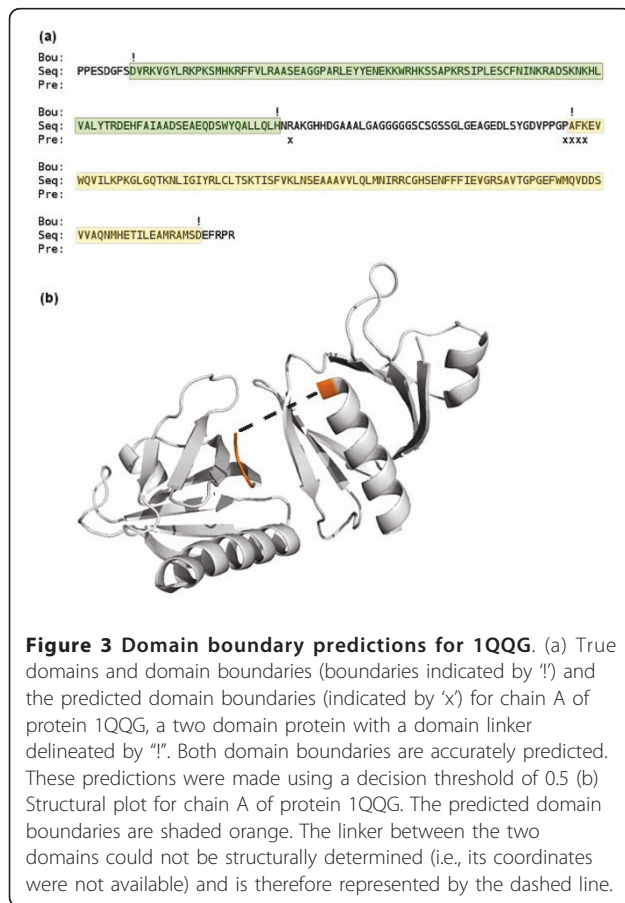 (a)
Bou: !
Seq: PPESDGFSDVRKVGYLRKPKSMHKRFFVLRAASEAGGPARLEYYENEKKWRHKSSAPKRSIPLESCFNINKRADSKNKHL
Pre:
Bou: ! !
Seq: VALYTRDEHFAIAADSEAEQDSWYQALLQLHNRAKGHHDGAAALGAGGGGGSCSGSSGLGEAGEDLSYGDVPPGPAFKEV
Pre: x xxxx
Bou:
Seq: WQVILKPKGLGQTKNLIGIYRLCLTSKTISFVKLNSEAAAVVLQLMNIRRCGHSENFFFIEVGRSAVTGPGEFWMQVDDS
Pre:
Bou: !
Seq: VVAQNMHETILEAMRAMSDEFRPR
Pre:
(b)
Figure 3 Domain boundary predictions for 1QQG. (a) True
domains and domain boundaries (boundaries indicated by '!') and
the predicted domain boundaries (indicated by 'x') for chain A of
protein 1QQG, a two domain protein with a domain linker
delineated by "!". Both domain boundaries are accurately predicted.
These predictions were made using a decision threshold of 0.5 (b)
Structural plot for chain A of protein 1QQG. The predicted domain
boundaries are shaded orange. The linker between the two
domains could not be structurally determined (i.e., its coordinates
were not available) and is therefore represented by the dashed line.